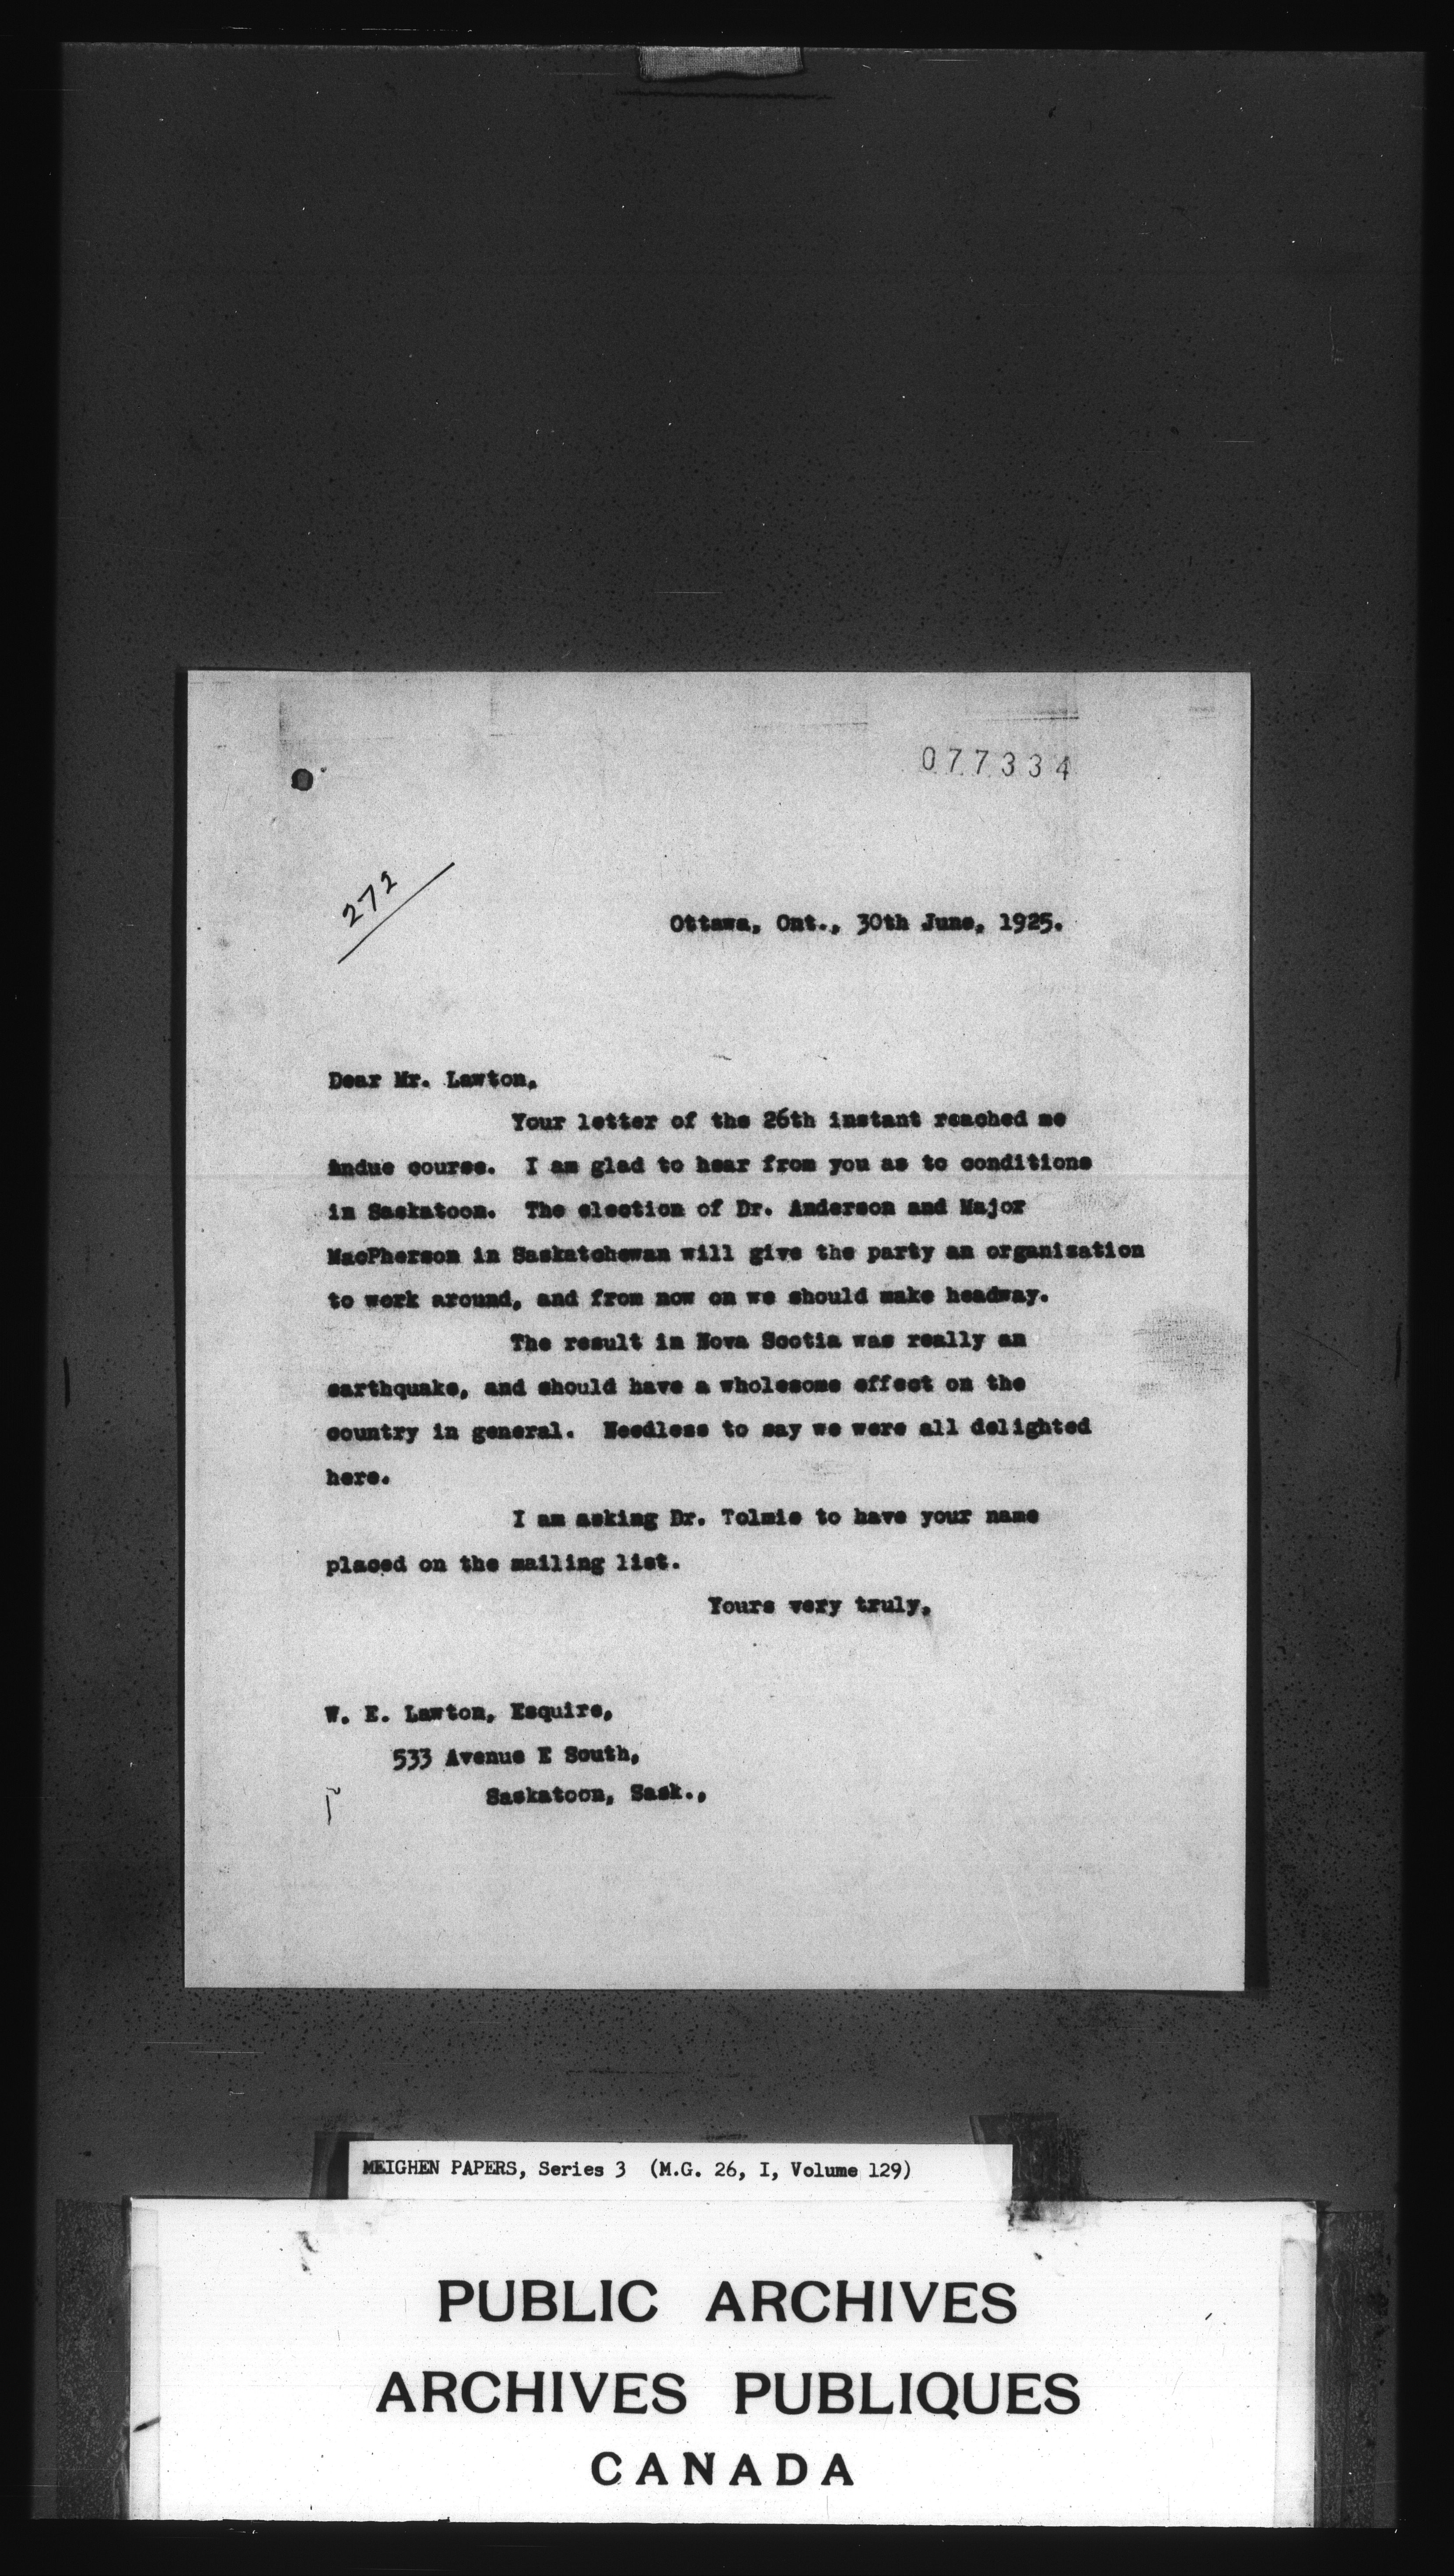 077334
272
Ottawa, Ont., 30th June, 1925.
Dear Mr. Lawton,
Your letter of the 26th instant reached me
indue course. I am glad to hear from you as to conditions
in Saskatoon. The election of Dr. Anderson and Major
MacPherson in Saskatchewan will give the party an organisation
to work around, and from now on we should make headway.
The result in Nova Scotia was really an
earthquake, and should have a wholesome effect on the
country in general. Needless to say we were all delighted
here.
I am asking Dr. Tolmie to have your name
placed on the mailing list.
Yours very truly,
W. E. Lawton, Esquire,
533 Avenue E South,
Saskatoon, Sask.,
MEIGHEN PAPERS, Series 3 (M.G. 26, I, Volume 129)
PUBLIC ARCHIVES
ARCHIVES PUBLIQUES
CANADA